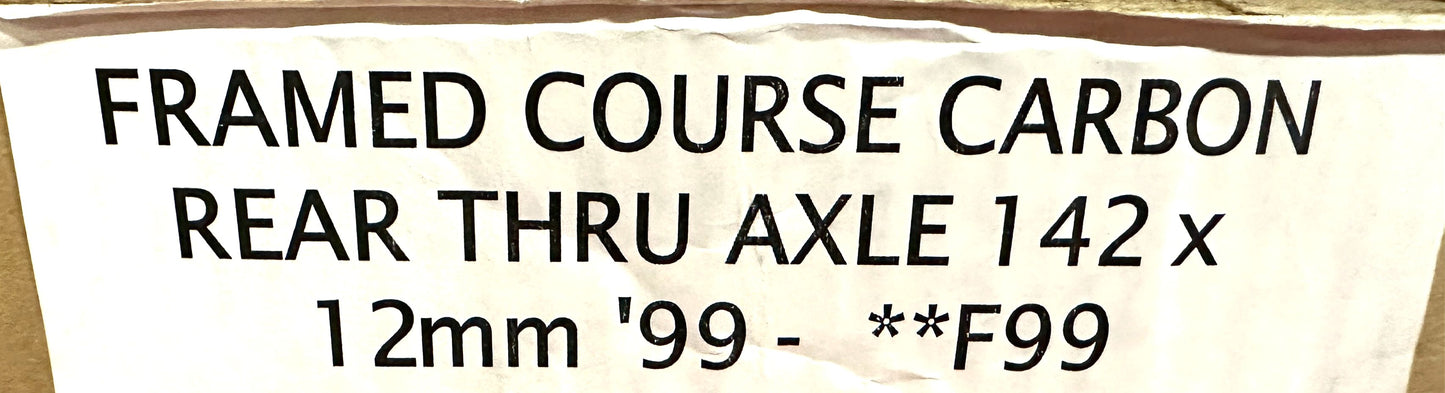 FRAMED COURSE CARBON
REAR THRU AXLE 142 x
12mm '99 - **F99